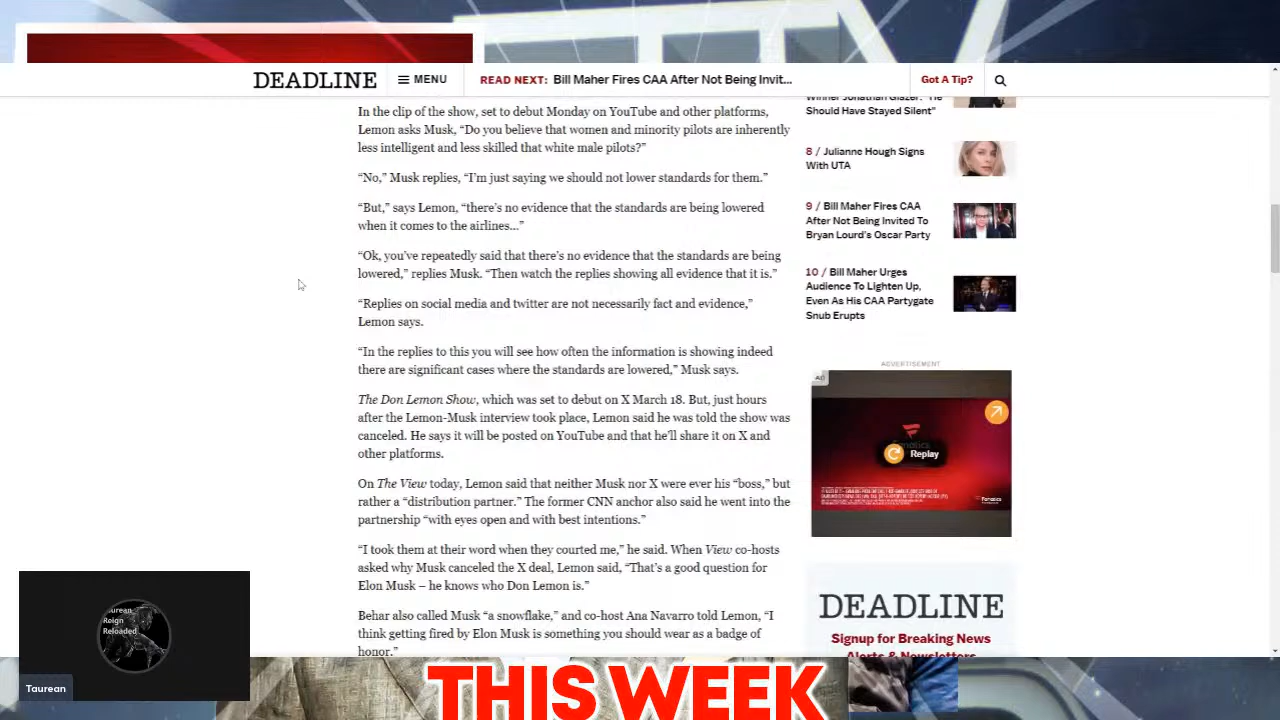 DEADLINE
MENU
READ NEXT: Bill Maher Fires CAA After Not Being Invit...
Got A Tip?
In the clip of the show, set to debut Monday on YouTube and other platforms,
Lemon asks Musk, “Do you believe that women and minority pilots are inherently
less intelligent and less skilled that white male pilots?”
“No,” Musk replies, “I’m just saying we should not lower standards for them.”
“But,” says Lemon, “there’s no evidence that the standards are being lowered
when it comes to the airlines...”
“Ok, you’ve repeatedly said that there’s no evidence that the standards are being
lowered,” replies Musk. “Then watch the replies showing all evidence that it is.”
“Replies on social media and twitter are not necessarily fact and evidence,”
Lemon says.
“In the replies to this you will see how often the information is showing indeed
there are significant cases where the standards are lowered,” Musk says.
The Don Lemon Show, which was set to debut on X March 18. But, just hours
after the Lemon-Musk interview took place, Lemon said he was told the show was
canceled. He says it will be posted on YouTube and that he’ll share it on X and
other platforms.
On The View today, Lemon said that neither Musk nor X were ever his “boss,” but
rather a “distribution partner.” The former CNN anchor also said he went into the
partnership “with eyes open and with best intentions.”
“I took them at their word when they courted me,” he said. When View co-hosts
asked why Musk canceled the X deal, Lemon said, “That’s a good question for
Elon Musk – he knows who Don Lemon is.”
Behar also called Musk “a snowflake,” and co-host Ana Navarro told Lemon, “I
think getting fired by Elon Musk is something you should wear as a badge of
honor.”
Winner Jonathan Glazer: “He
Should Have Stayed Silent”
8 / Julianne Hough Signs
With UTA
9 / Bill Maher Fires CAA
After Not Being Invited To
Bryan Lourd’s Oscar Party
10 / Bill Maher Urges
Audience To Lighten Up,
Even As His CAA Partygate
Snub Erupts
ADVERTISEMENT
Ad
Fanatics
Replay
Fanatics
DEADLINE
Signup for Breaking News
Alerts & Newsletters
Taurean
Reign
Reloaded
Taurean
THIS WEEK